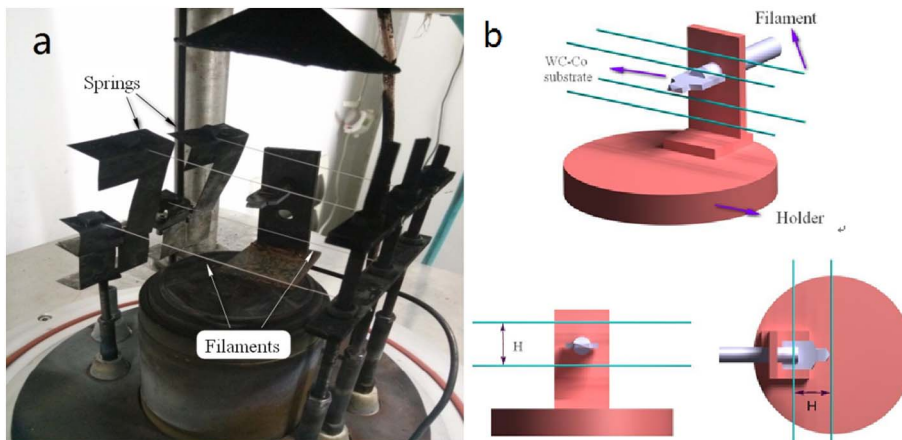 a
Springs
Filaments
b
Filament
WC-Co
substrate
Holder
H
H